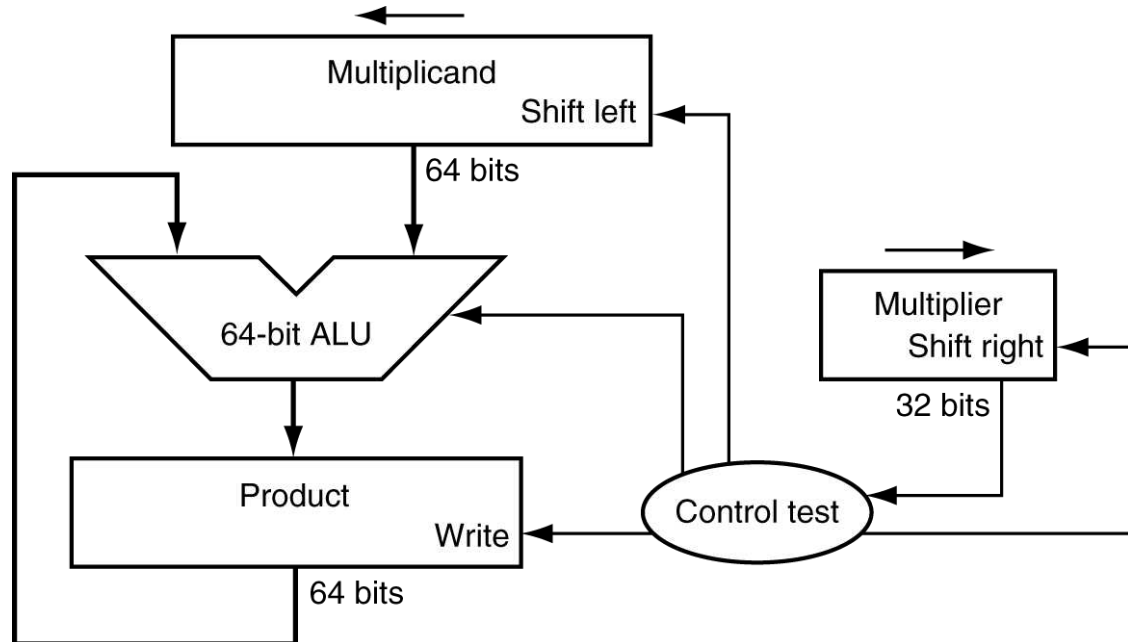 Multiplicand
Shift left
64 bits
64-bit ALU
Multiplier
Shift right
32 bits
Product
Write
64 bits
Control test